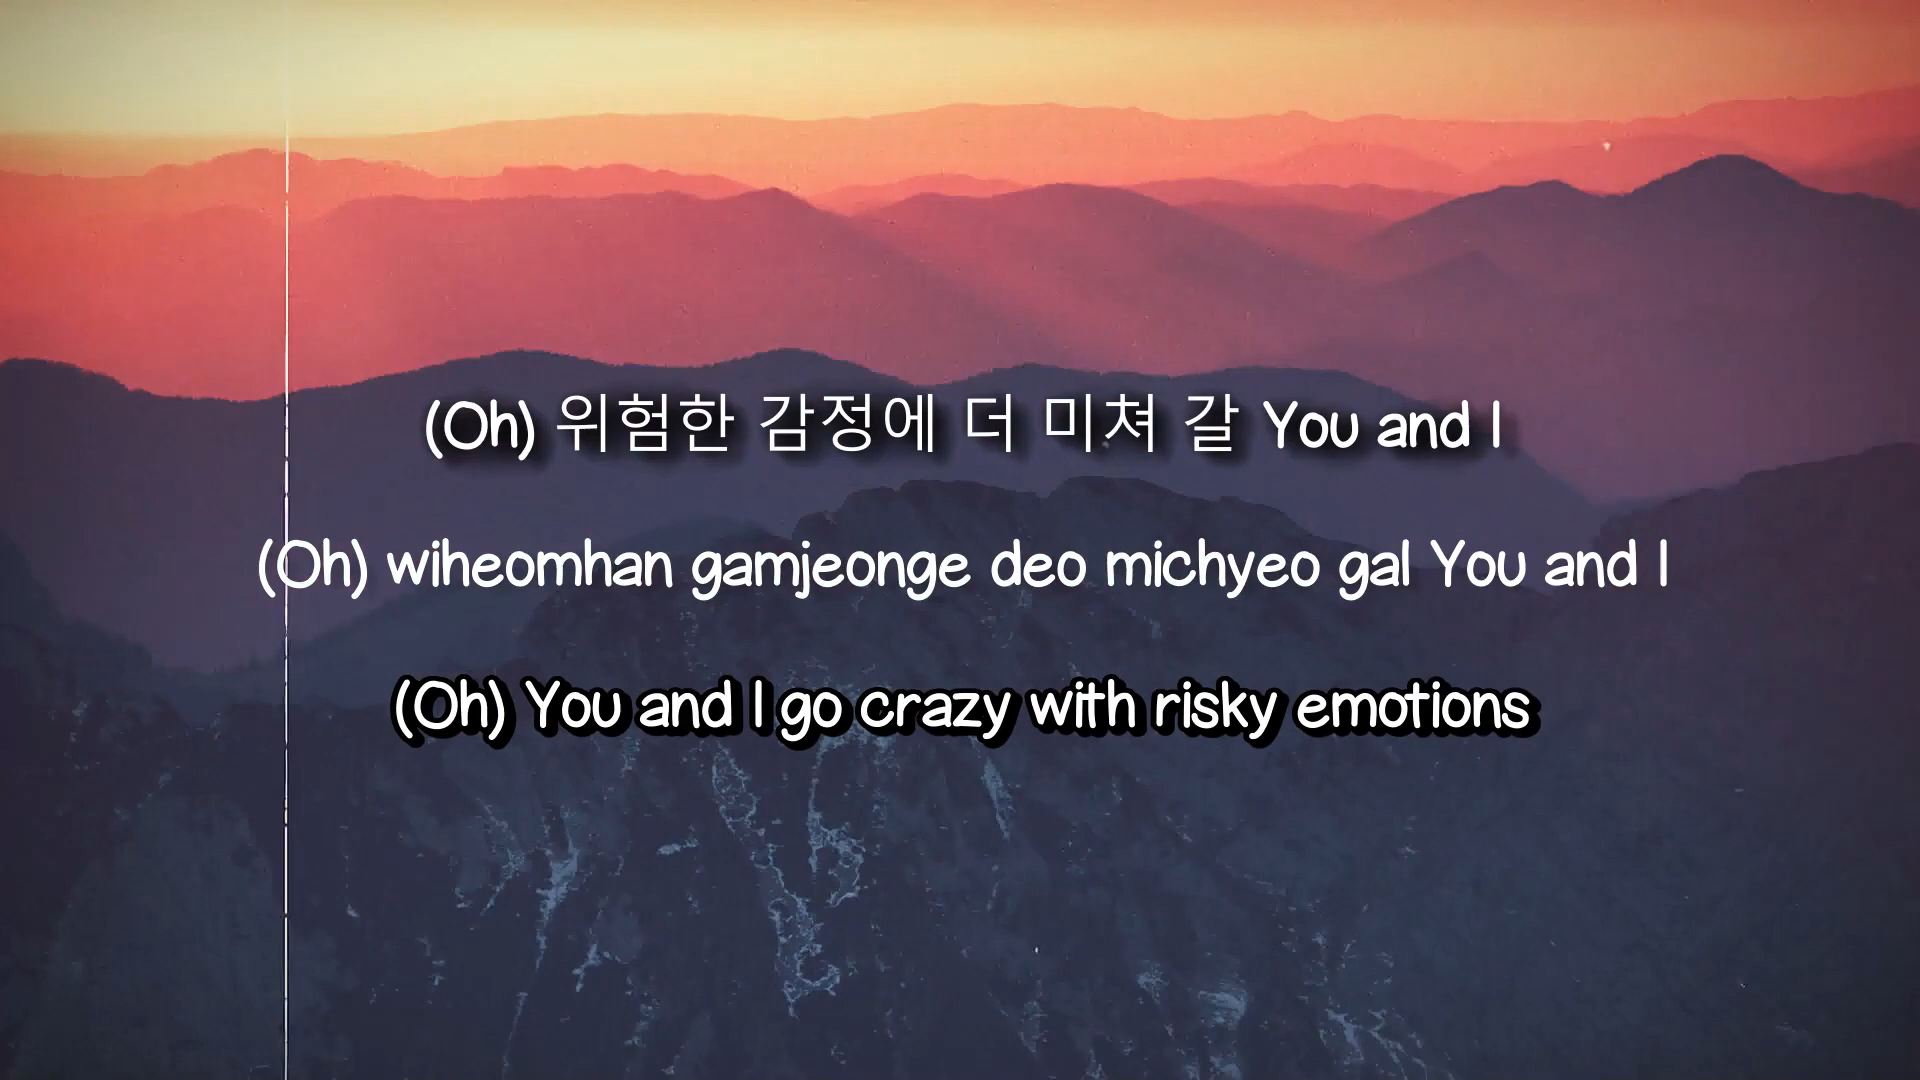 (Oh) 위험한 감정에 더 미쳐 갈 You and I
(Oh) wiheomhan gamjeonge deo michyeo gal You and I
(Oh) You and I go crazy with risky emotions